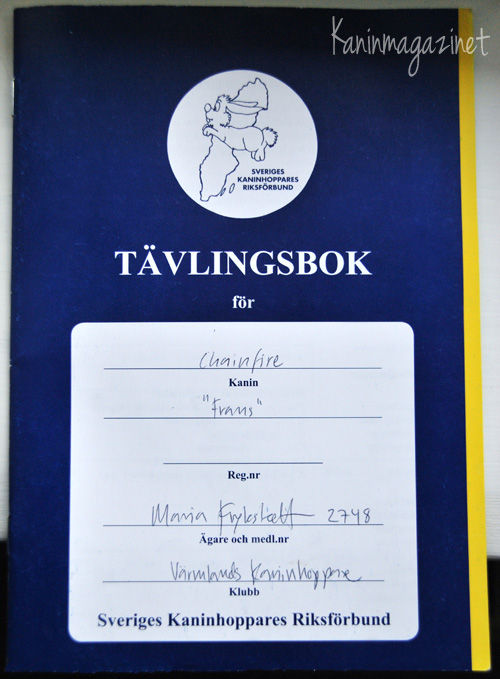 Kaninmagazinet
SVERIGES
KANINHOPPARES
RIKSFÖRBUND
TÄVLINGSBOK
för
Chainfire
Kanin
"Frans"
Reg.nr
Maria 2748
Ägare och medl.nr
Värmlands Kaninhoppare
Klubb
Sveriges Kaninhoppares Riksförbund